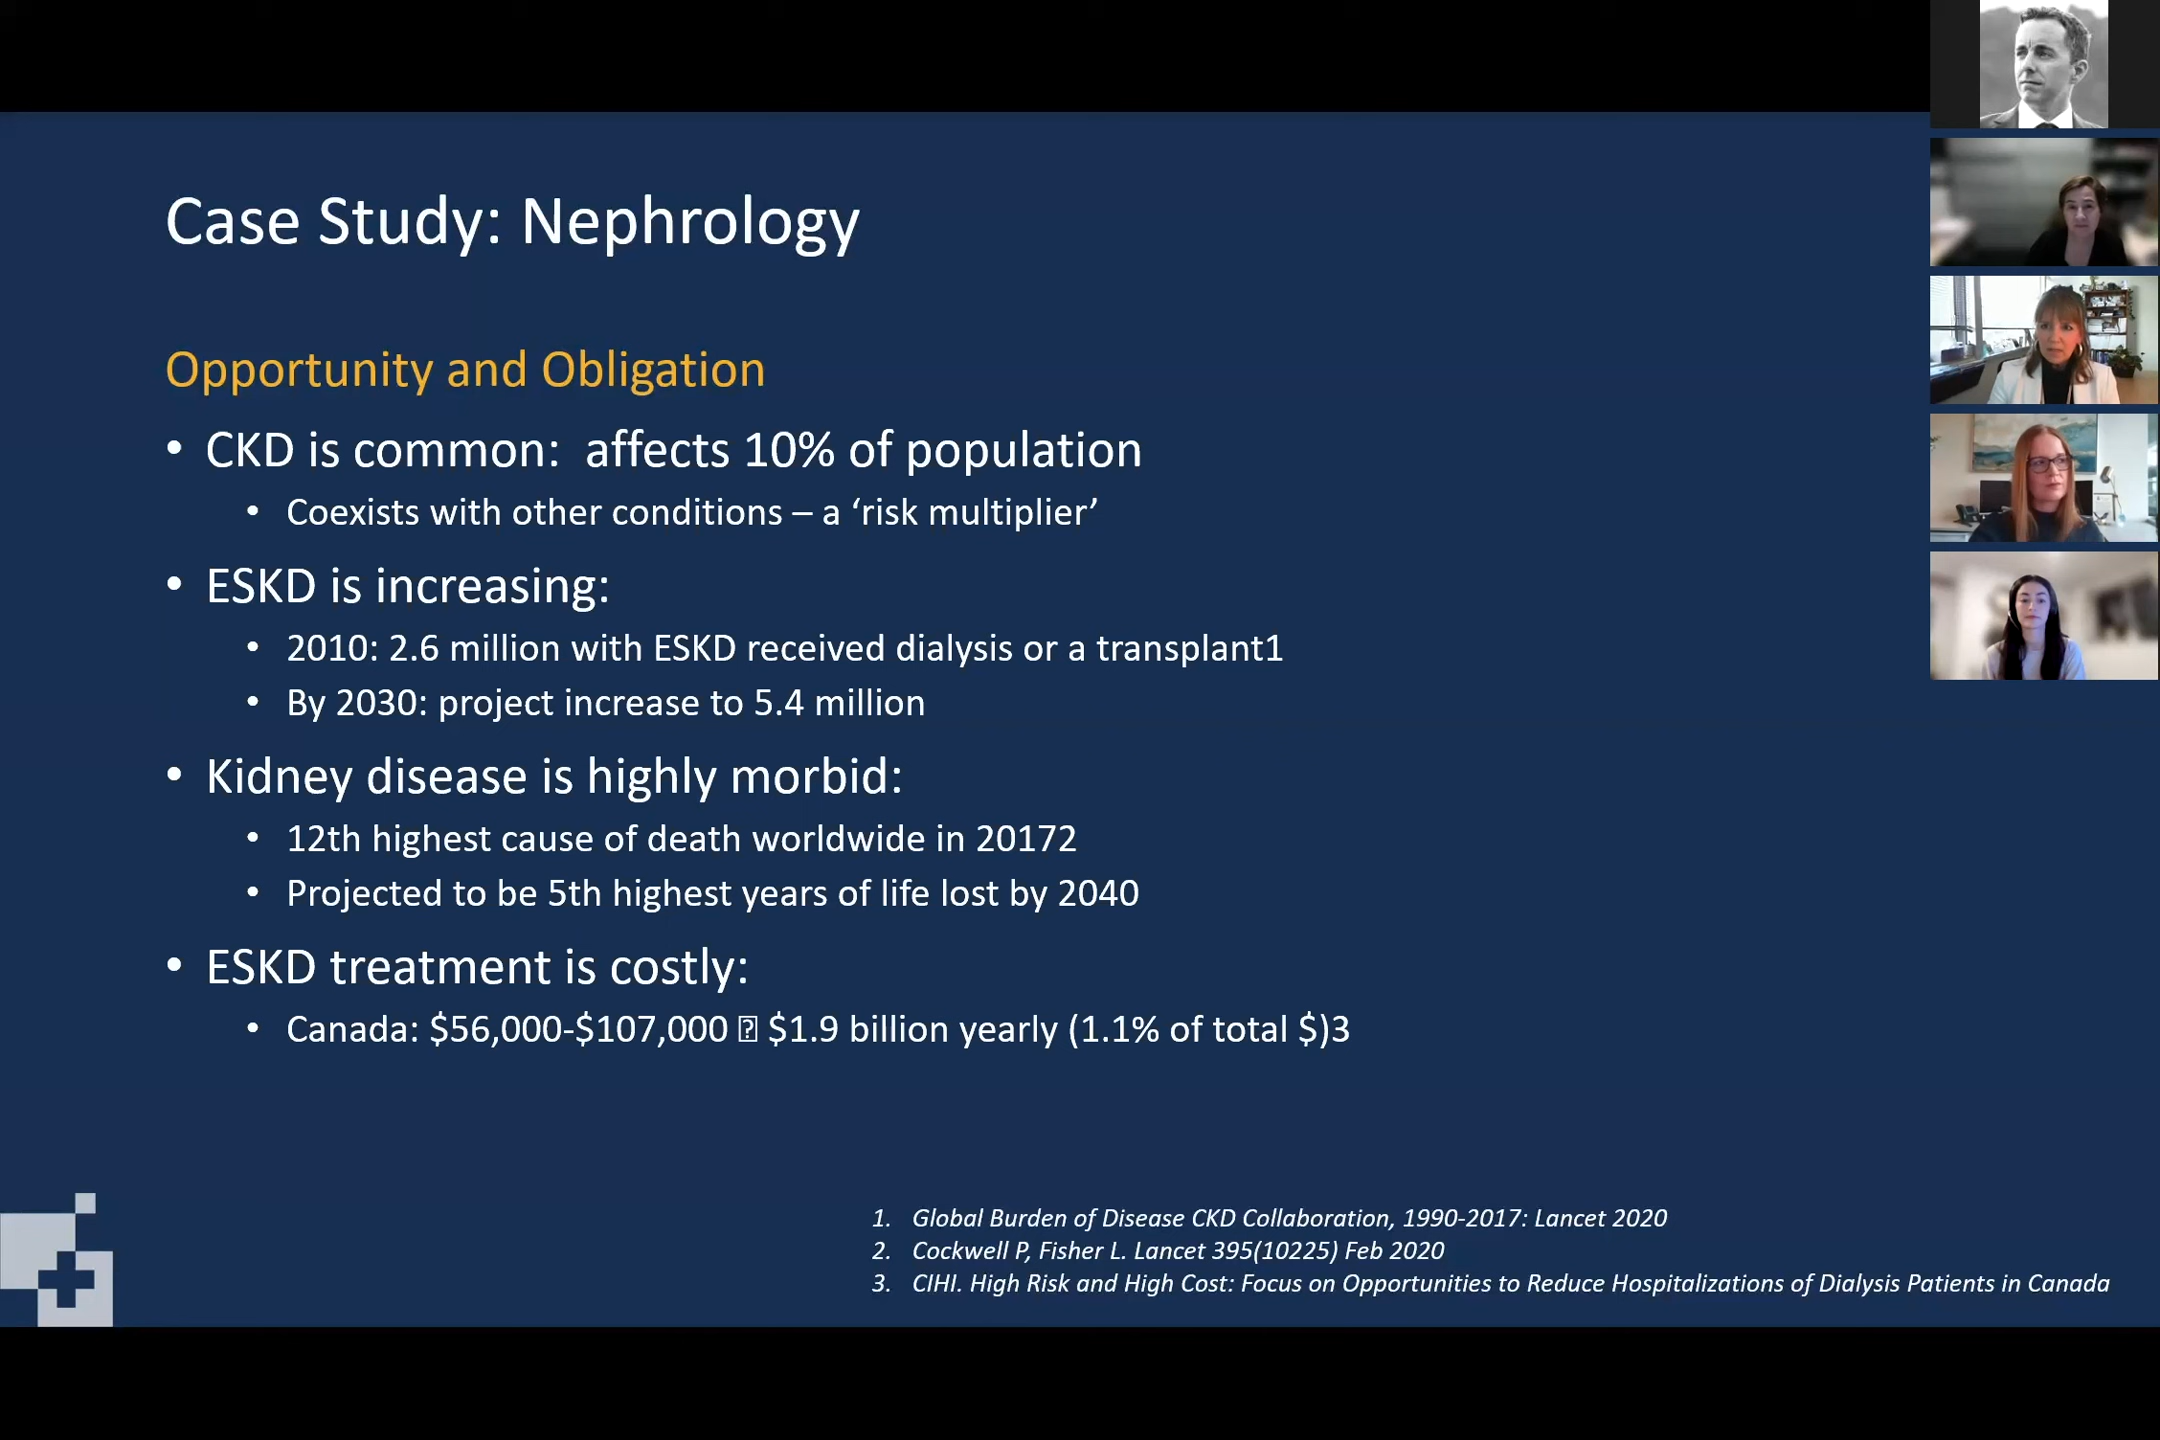 Case Study: Nephrology
Opportunity and Obligation
• CKD is common:  affects 10% of population
• Coexists with other conditions – a ‘risk multiplier’
• ESKD is increasing:
• 2010: 2.6 million with ESKD received dialysis or a transplant1
• By 2030: project increase to 5.4 million
• Kidney disease is highly morbid:
• 12th highest cause of death worldwide in 20172
• Projected to be 5th highest years of life lost by 2040
• ESKD treatment is costly:
• Canada: $56,000-$107,000 ⍰ $1.9 billion yearly (1.1% of total $)3
1. Global Burden of Disease CKD Collaboration, 1990-2017: Lancet 2020
2. Cockwell P, Fisher L. Lancet 395(10225) Feb 2020
3. CIHI. High Risk and High Cost: Focus on Opportunities to Reduce Hospitalizations of Dialysis Patients in Canada